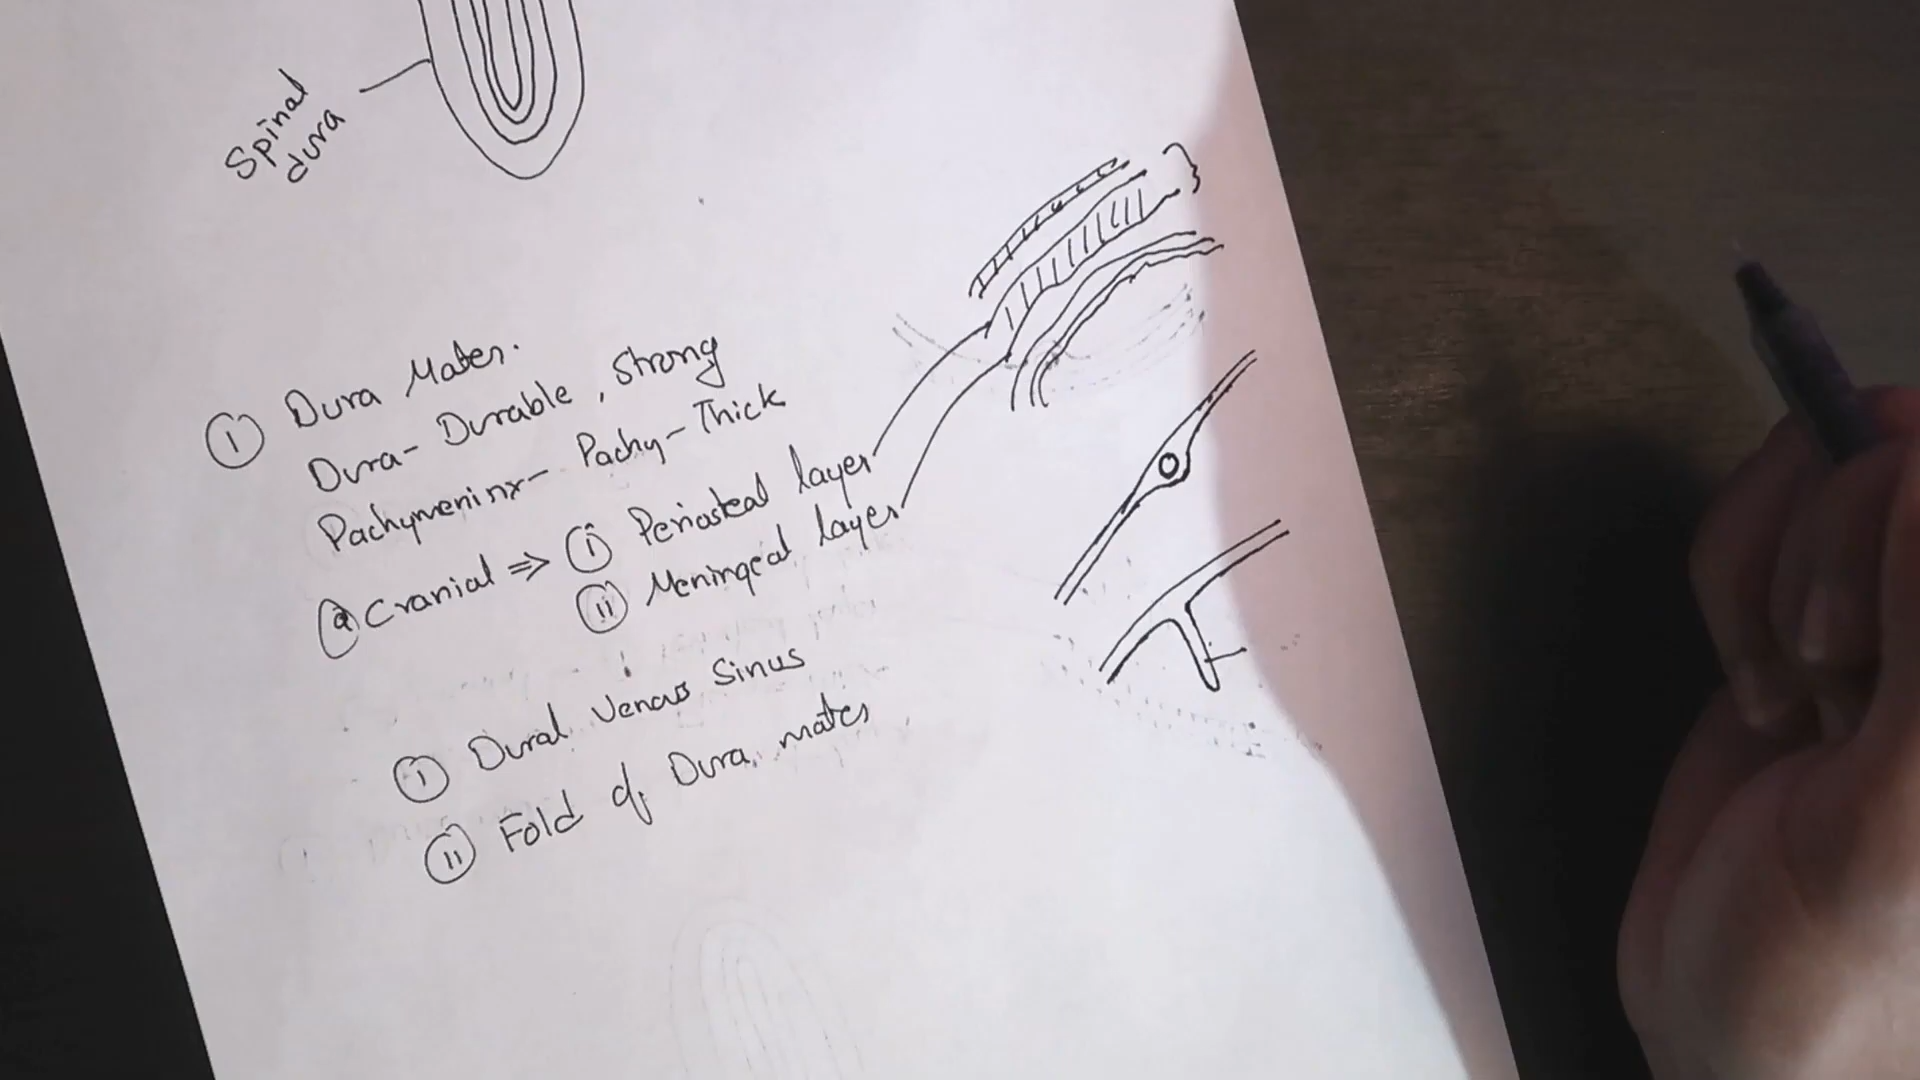 Spinal
dura
① Dura Mater.
Dura - Durable, strong
Pachymeninx - Pachy - Thick
ⓐ Cranial ⇒ ⓘ Periosteal layer
ⓘⓘ Meningeal layer
ⓘ Dural Venous Sinus
ⓘⓘ Fold of Dura mater